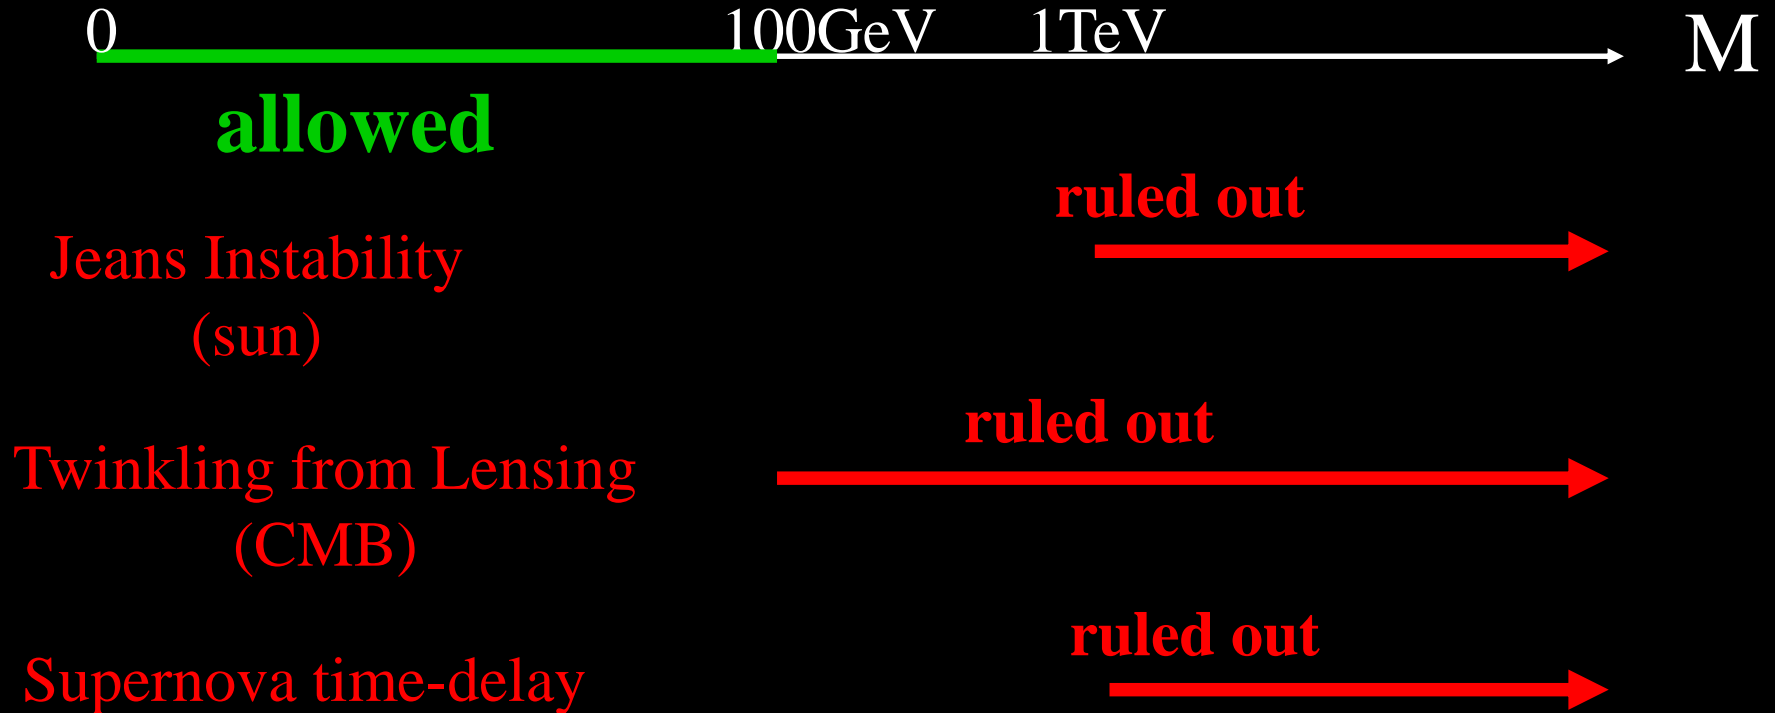 0 100GeV 1TeV M
allowed
ruled out
Jeans Instability
(sun)
ruled out
Twinkling from Lensing
(CMB)
ruled out
Supernova time-delay